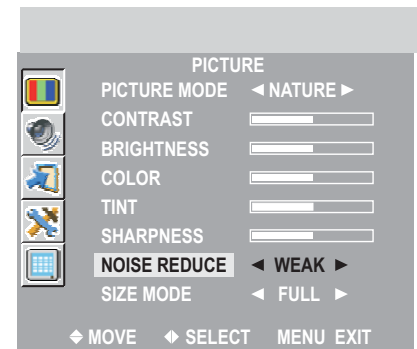 PICTURE
PICTURE MODE ◄ NATURE ►
CONTRAST
BRIGHTNESS
COLOR
TINT
SHARPNESS
NOISE REDUCE ◄ WEAK ►
SIZE MODE ◄ FULL ►
MOVE SELECT MENU EXIT